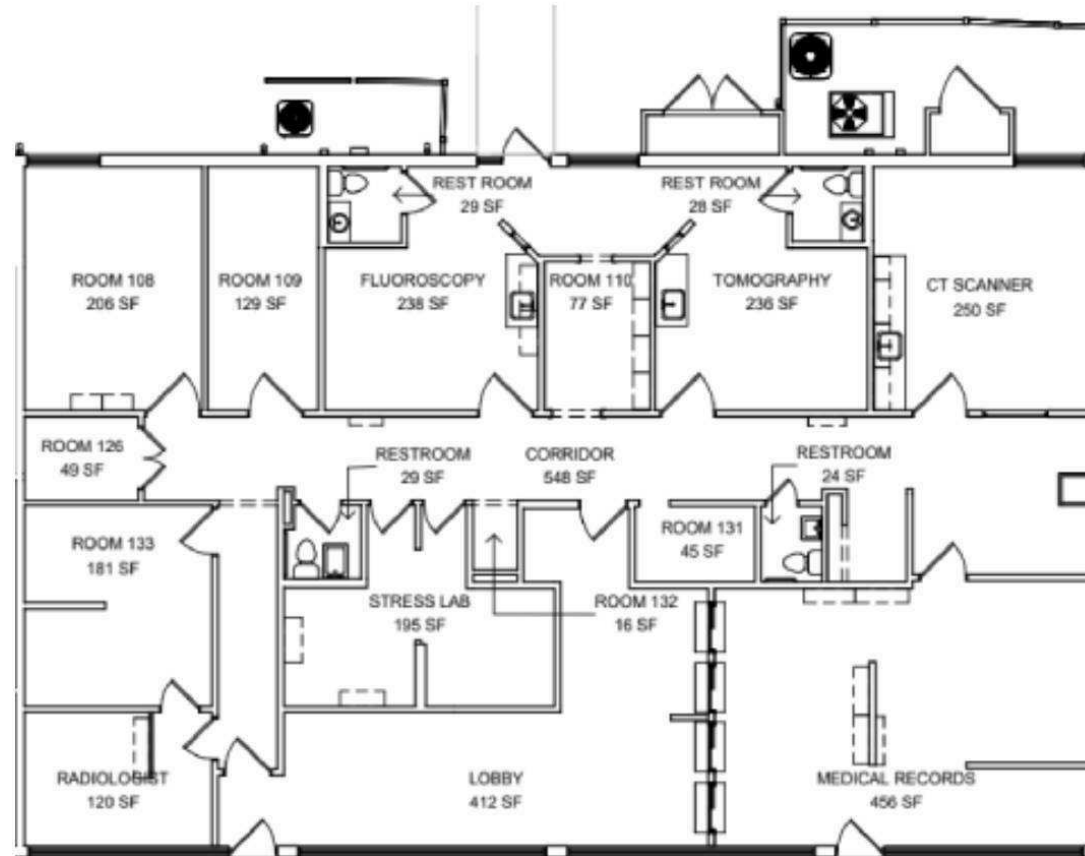 REST ROOM
29 SF
REST ROOM
28 SF
ROOM 108
206 SF
ROOM 109
129 SF
FLUOROSCOPY
238 SF
ROOM 110
77 SF
TOMOGRAPHY
236 SF
CT SCANNER
250 SF
ROOM 126
49 SF
RESTROOM
29 SF
CORRIDOR
548 SF
RESTROOM
24 SF
ROOM 133
181 SF
ROOM 131
45 SF
STRESS LAB
195 SF
ROOM 132
16 SF
RADIOLOGIST
120 SF
LOBBY
412 SF
MEDICAL RECORDS
456 SF